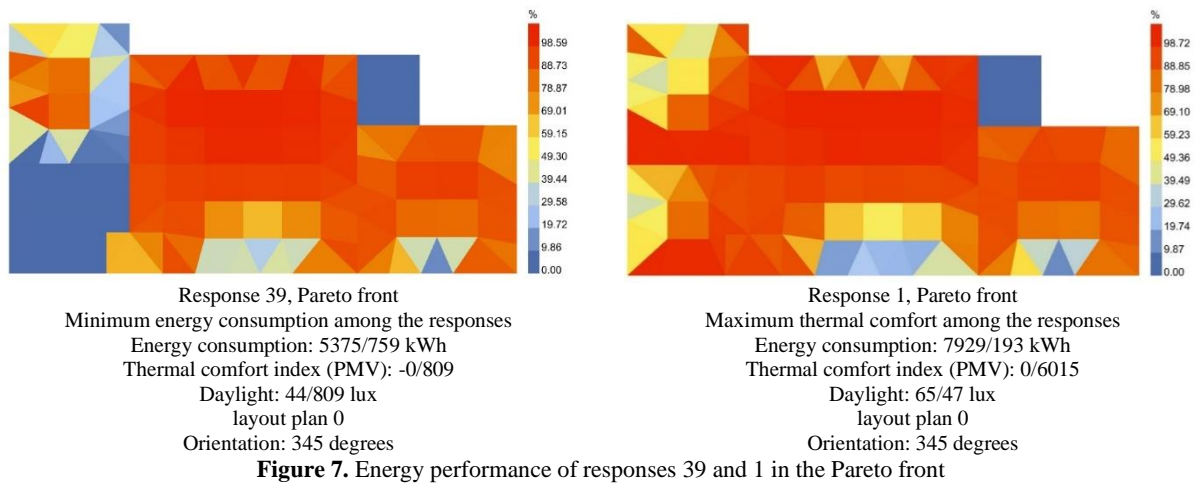 %
98.59
88.73
78.87
69.01
59.15
49.30
39.44
29.58
19.72
9.86
0.00
%
98.72
88.85
78.98
69.10
59.23
49.36
40.49
29.62
19.74
9.87
0.00
Response 39, Pareto front
Minimum energy consumption among the responses
Energy consumption: 5375/759 kWh
Thermal comfort index (PMV): -0/809
Daylight: 44/809 lux
layout plan 0
Orientation: 345 degrees
Response 1, Pareto front
Maximum thermal comfort among the responses
Energy consumption: 7929/193 kWh
Thermal comfort index (PMV): 0/6015
Daylight: 65/47 lux
layout plan 0
Orientation: 345 degrees
Figure 7. Energy performance of responses 39 and 1 in the Pareto front